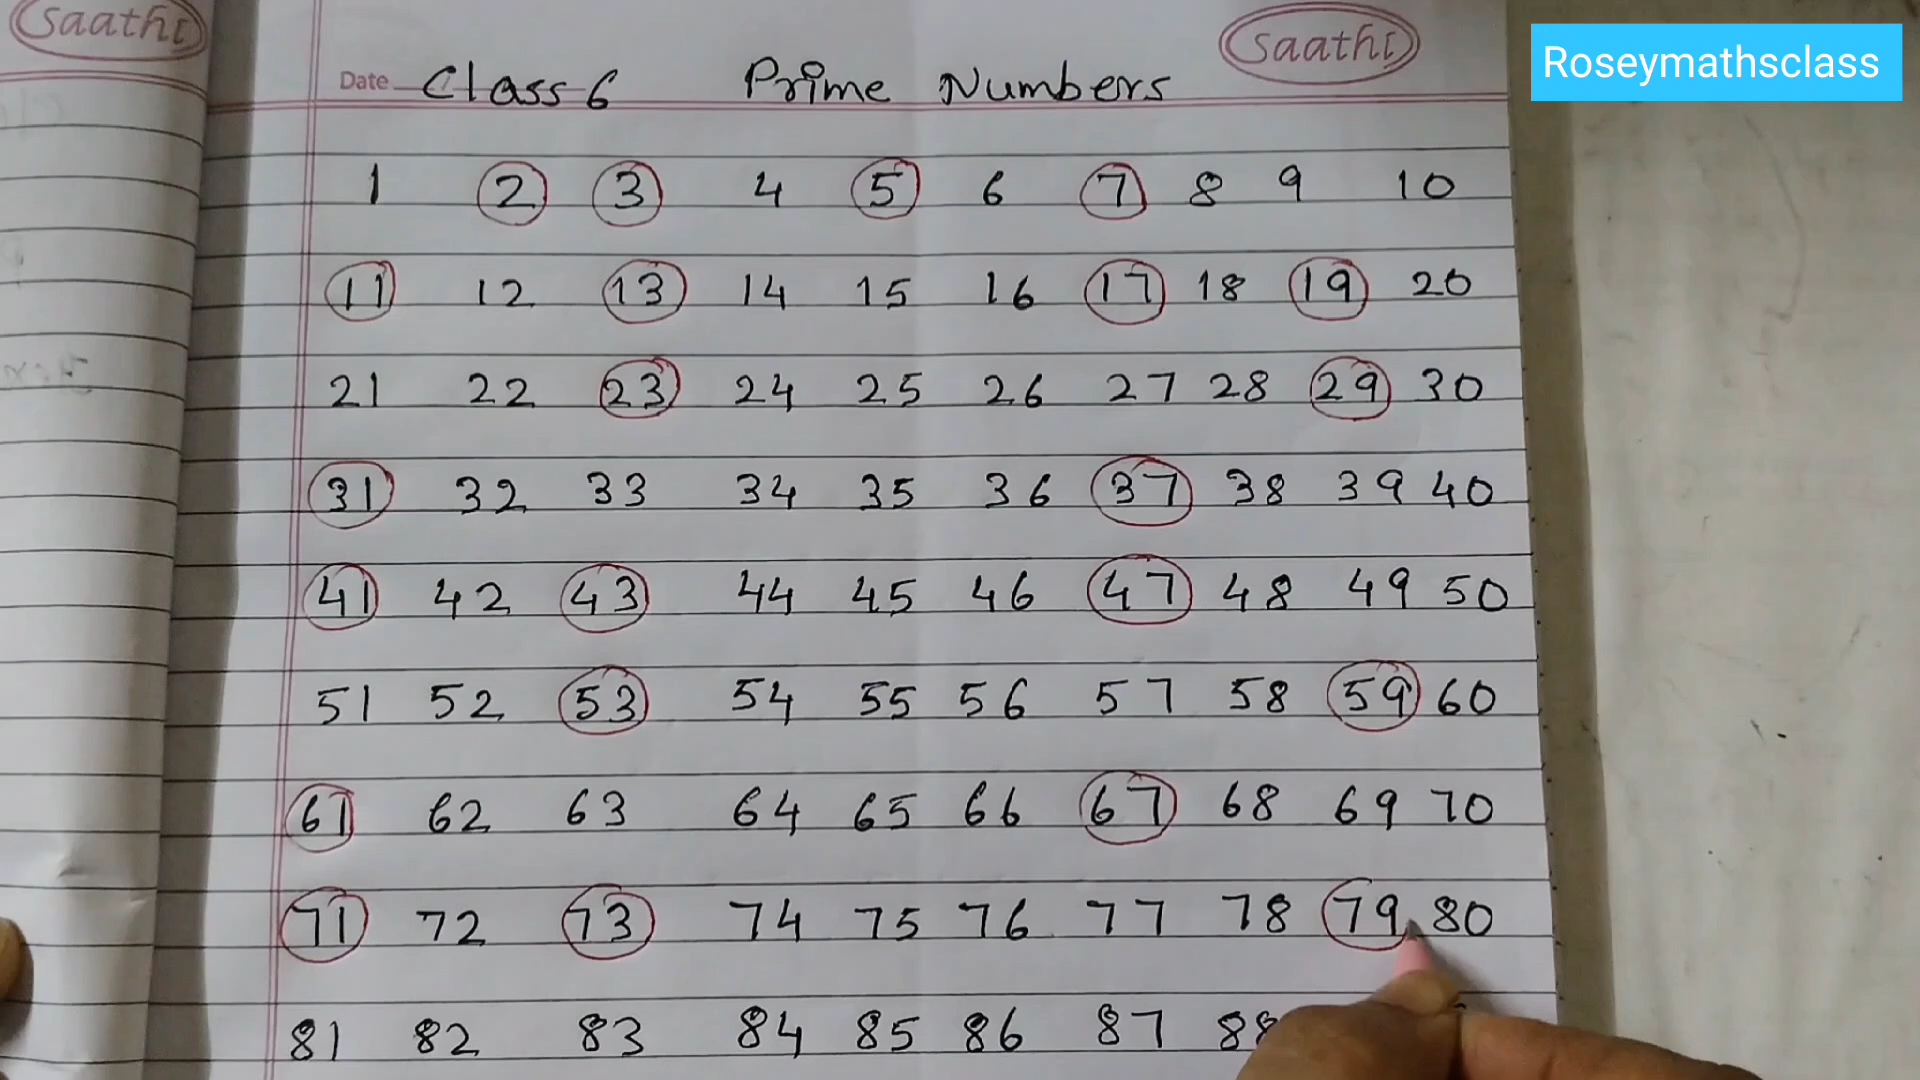 saathi
saathi
Roseymathsclass
Date Class 6 Prime Numbers
1 2 3 4 5 6 7 8 9 10
11 12 13 14 15 16 17 18 19 20
21 22 23 24 25 26 27 28 29 30
31 32 33 34 35 36 37 38 39 40
41 42 43 44 45 46 47 48 49 50
51 52 53 54 55 56 57 58 59 60
61 62 63 64 65 66 67 68 69 70
71 72 73 74 75 76 77 78 79 80
81 82 83 84 85 86 87 88